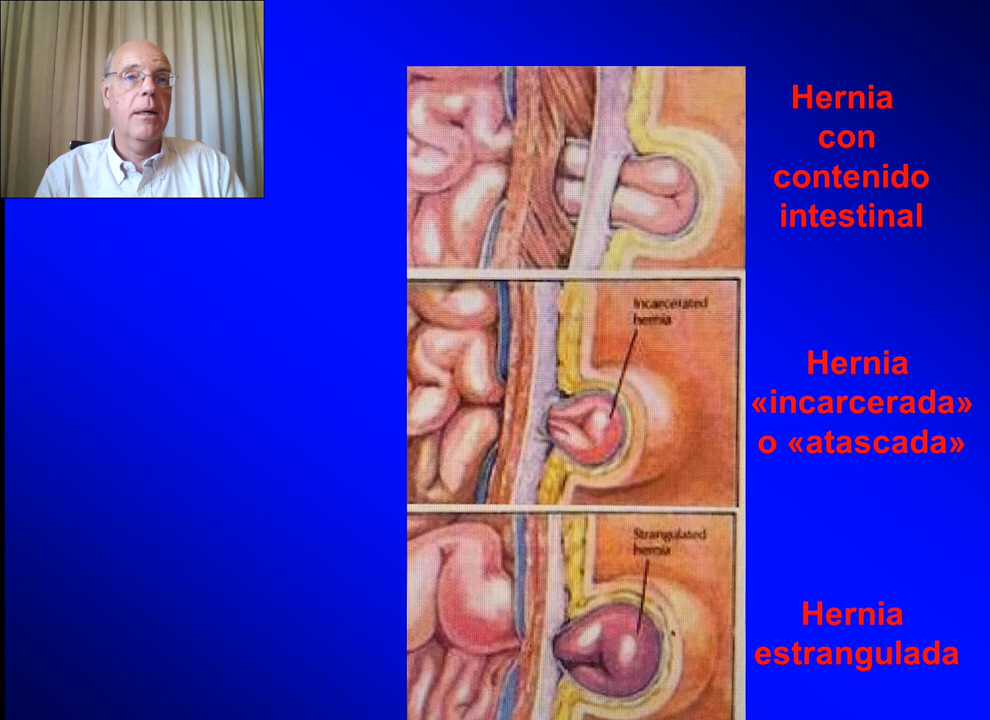 Hernia
con
contenido
intestinal
Incarcerated
hernia
Hernia
«incarcerada»
o «atascada»
Strangulated
hernia
Hernia
estrangulada